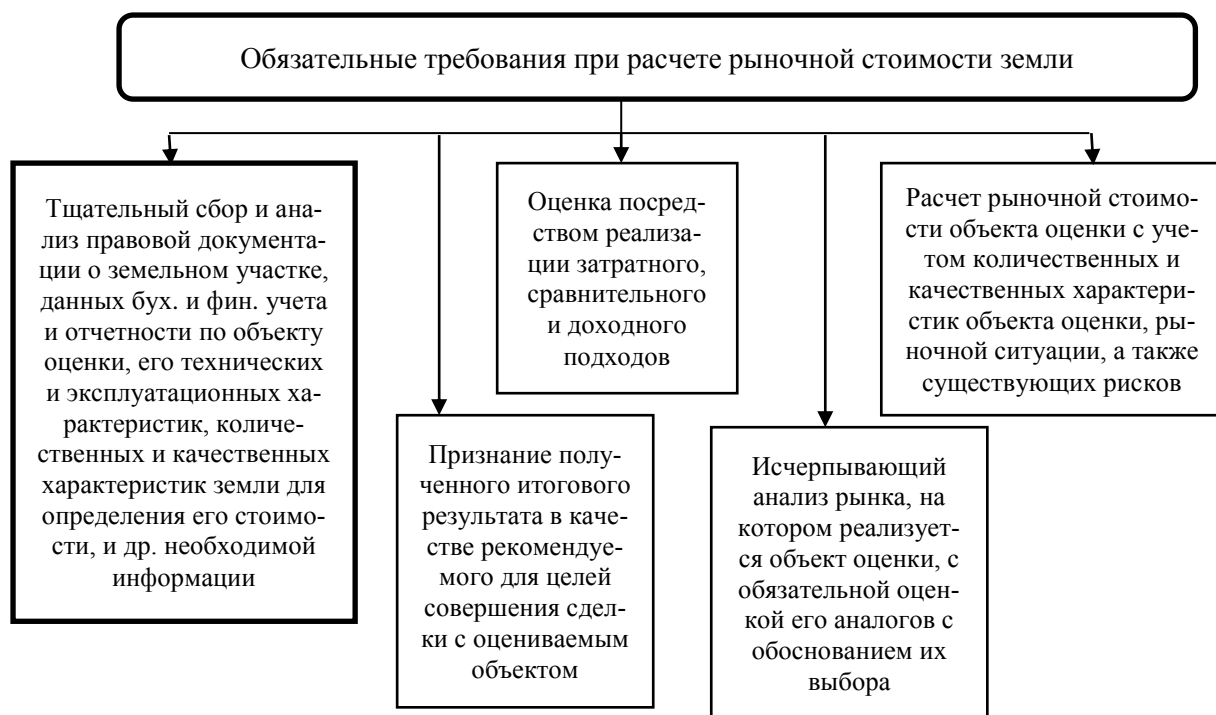 Обязательные требования при расчете рыночной стоимости земли
Тщательный сбор и ана-
лиз правовой документа-
ции о земельном участке,
данных бух. и фин. учета
и отчетности по объекту
оценки, его технических
и эксплуатационных ха-
рактеристик, количе-
ственных и качественных
характеристик земли для
определения его стоимо-
сти, и др. необходимой
информации
Признание полу-
ченного итогового
результата в каче-
стве рекомендуе-
мого для целей
совершения сдел-
ки с оцениваемым
объектом
Оценка посред-
ством реализа-
ции затратного,
сравнительного
и доходного
подходов
Исчерпывающий
анализ рынка, на
котором реализует-
ся объект оценки, с
обязательной оцен-
кой его аналогов с
обоснованием их
выбора
Расчет рыночной стоимо-
сти объекта оценки с уче-
том количественных и
качественных характери-
стик объекта оценки, ры-
ночной ситуации, а также
существующих рисков